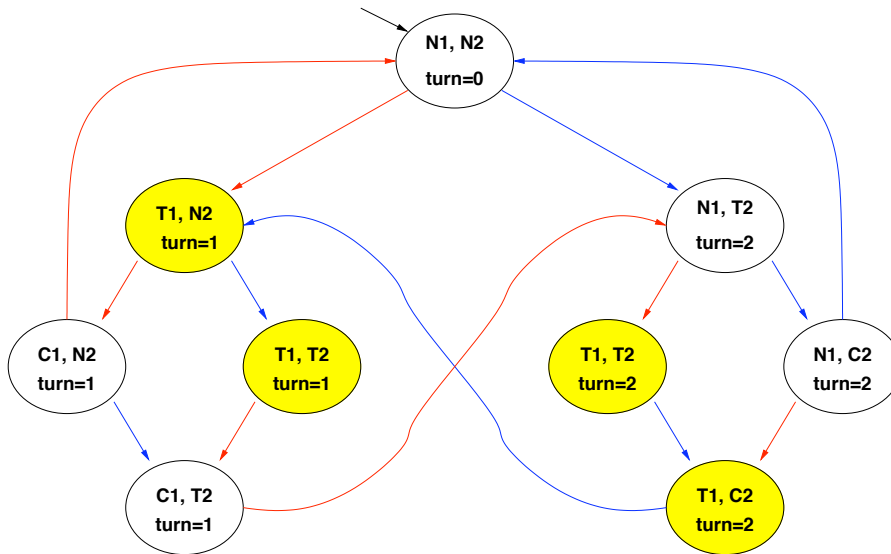 N1, N2
turn=0
T1, N2
turn=1
N1, T2
turn=2
C1, N2
turn=1
T1, T2
turn=1
T1, T2
turn=2
N1, C2
turn=2
C1, T2
turn=1
T1, C2
turn=2